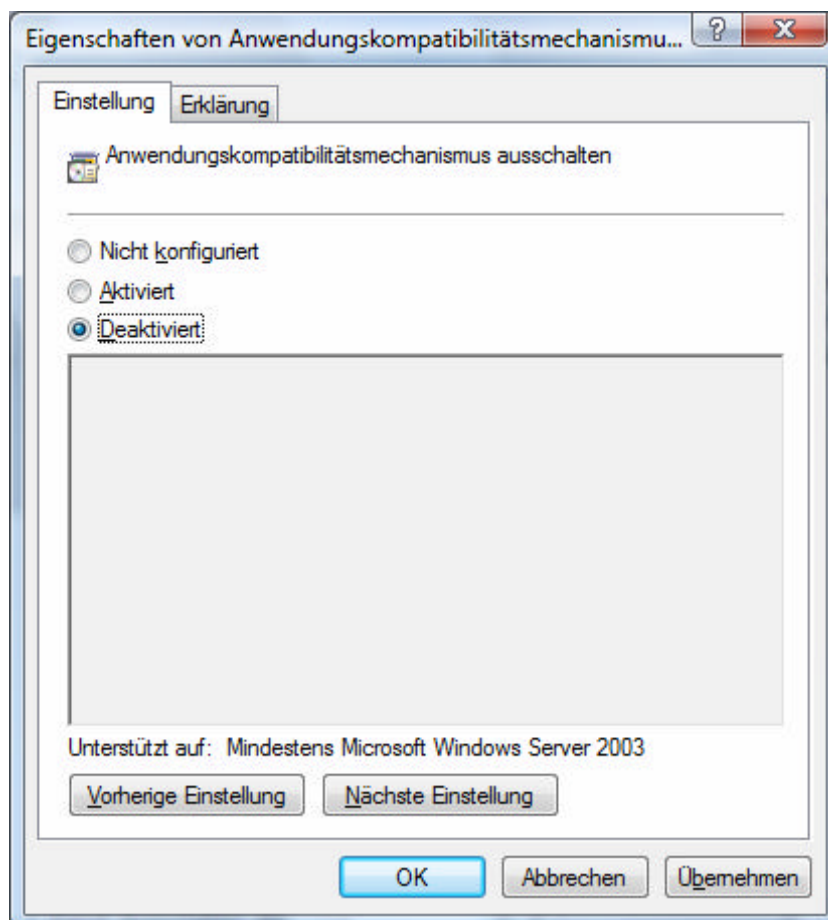 Eigenschaften von Anwendungskompatibilitätsmechanismu...
Einstellung
Erklärung
Anwendungskompatibilitätsmechanismus ausschalten
Nicht konfiguriert
Aktiviert
Deaktiviert
Unterstützt auf: Mindestens Microsoft Windows Server 2003
Vorherige Einstellung
Nächste Einstellung
OK
Abbrechen
Übernehmen